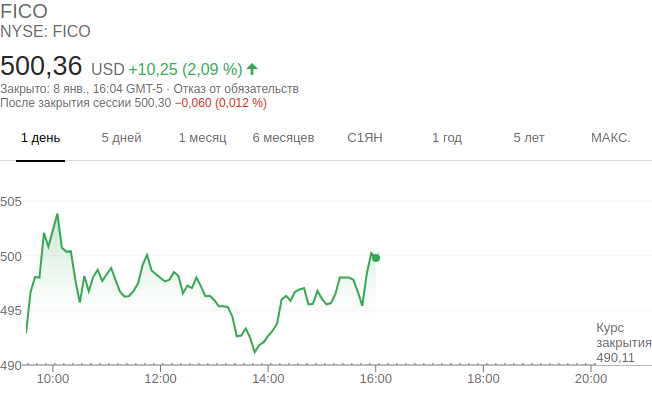 FICO
NYSE: FICO
500,36 USD +10,25 (2,09 %)
Закрыто: 8 янв., 16:04 GMT-5 · Отказ от обязательств
После закрытия сессии 500,30 −0,060 (0,012 %)
1 день 5 дней 1 месяц 6 месяцев С1ЯН 1 год 5 лет МАКС.
505
500
495
490
Курс
закрытия
490,11
10:00 12:00 14:00 16:00 18:00 20:00